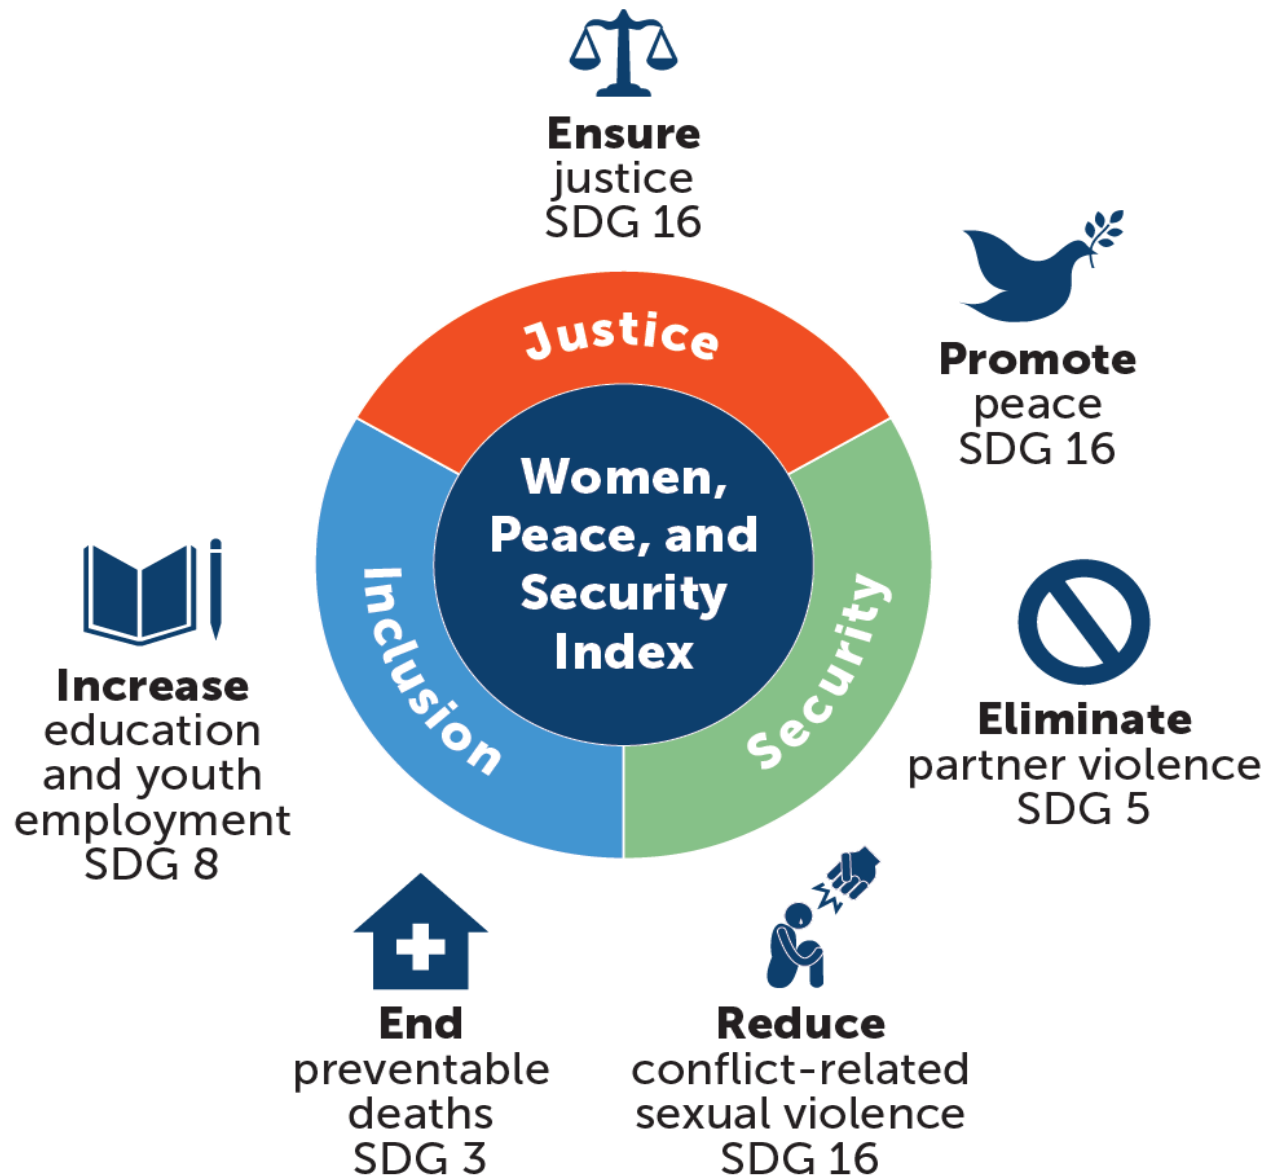 Ensure
justice
SDG 16
Promote
peace
SDG 16
Justice
Women,
Peace, and
Security
Index
Inclusion
Security
Increase
education
and youth
employment
SDG 8
Eliminate
partner violence
SDG 5
End
preventable
deaths
SDG 3
Reduce
conflict-related
sexual violence
SDG 16